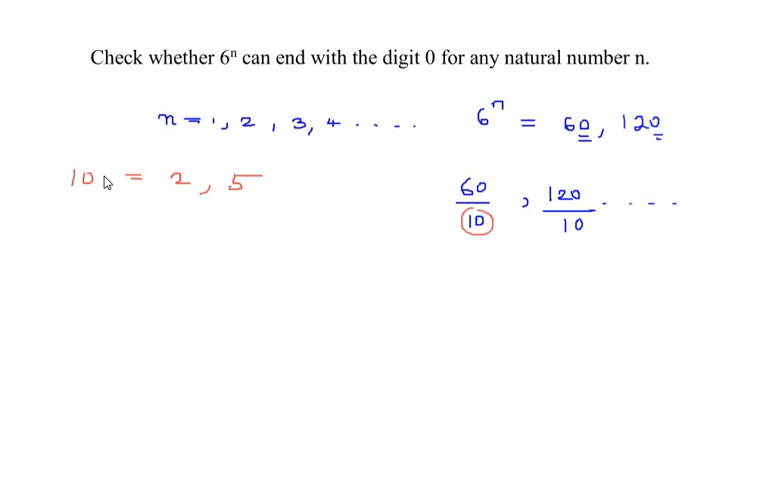 Check whether 6ⁿ can end with the digit 0 for any natural number n.
n = 1, 2, 3, 4 ..... 6ⁿ = 60, 120
10 = 2, 5
60/10, 120/10 ....